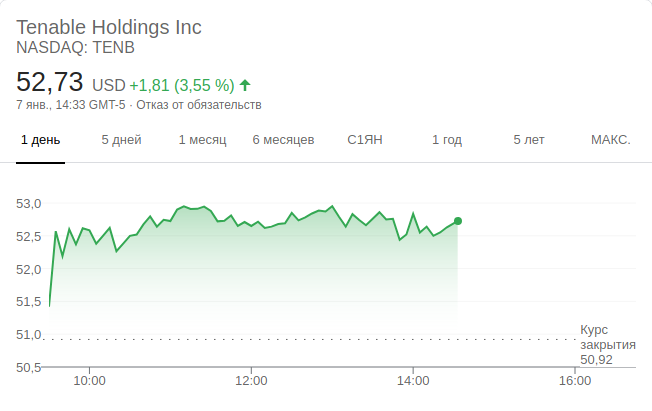 Tenable Holdings Inc
NASDAQ: TENB
52,73 USD +1,81 (3,55 %)
7 янв., 14:33 GMT-5 · Отказ от обязательств
1 день 5 дней 1 месяц 6 месяцев С1ЯН 1 год 5 лет МАКС.
53,0
52,5
52,0
51,5
51,0
50,5
Курс
закрытия
50,92
10:00 12:00 14:00 16:00